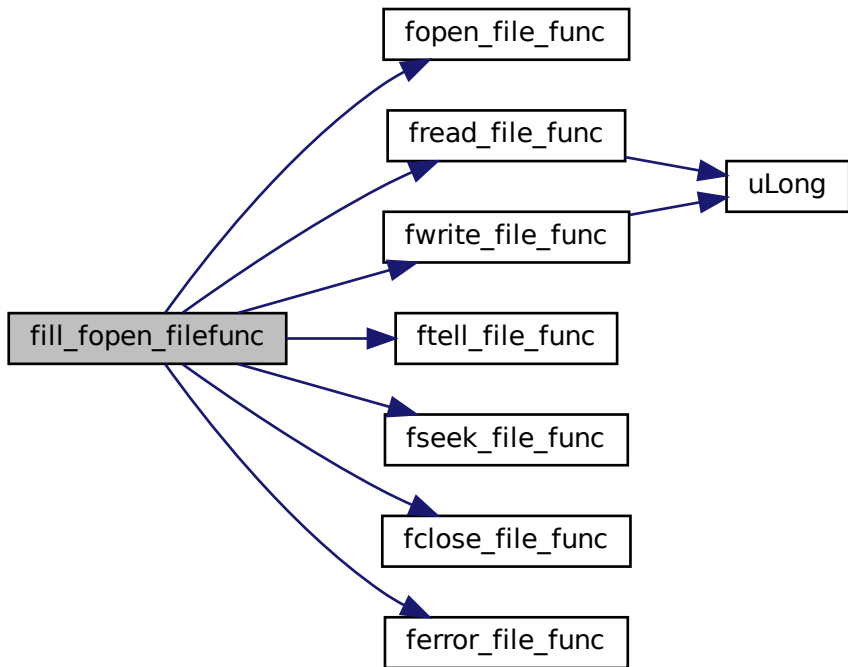 fopen_file_func
fread_file_func
uLong
fwrite_file_func
fill_fopen_filefunc
ftell_file_func
fseek_file_func
fclose_file_func
ferror_file_func